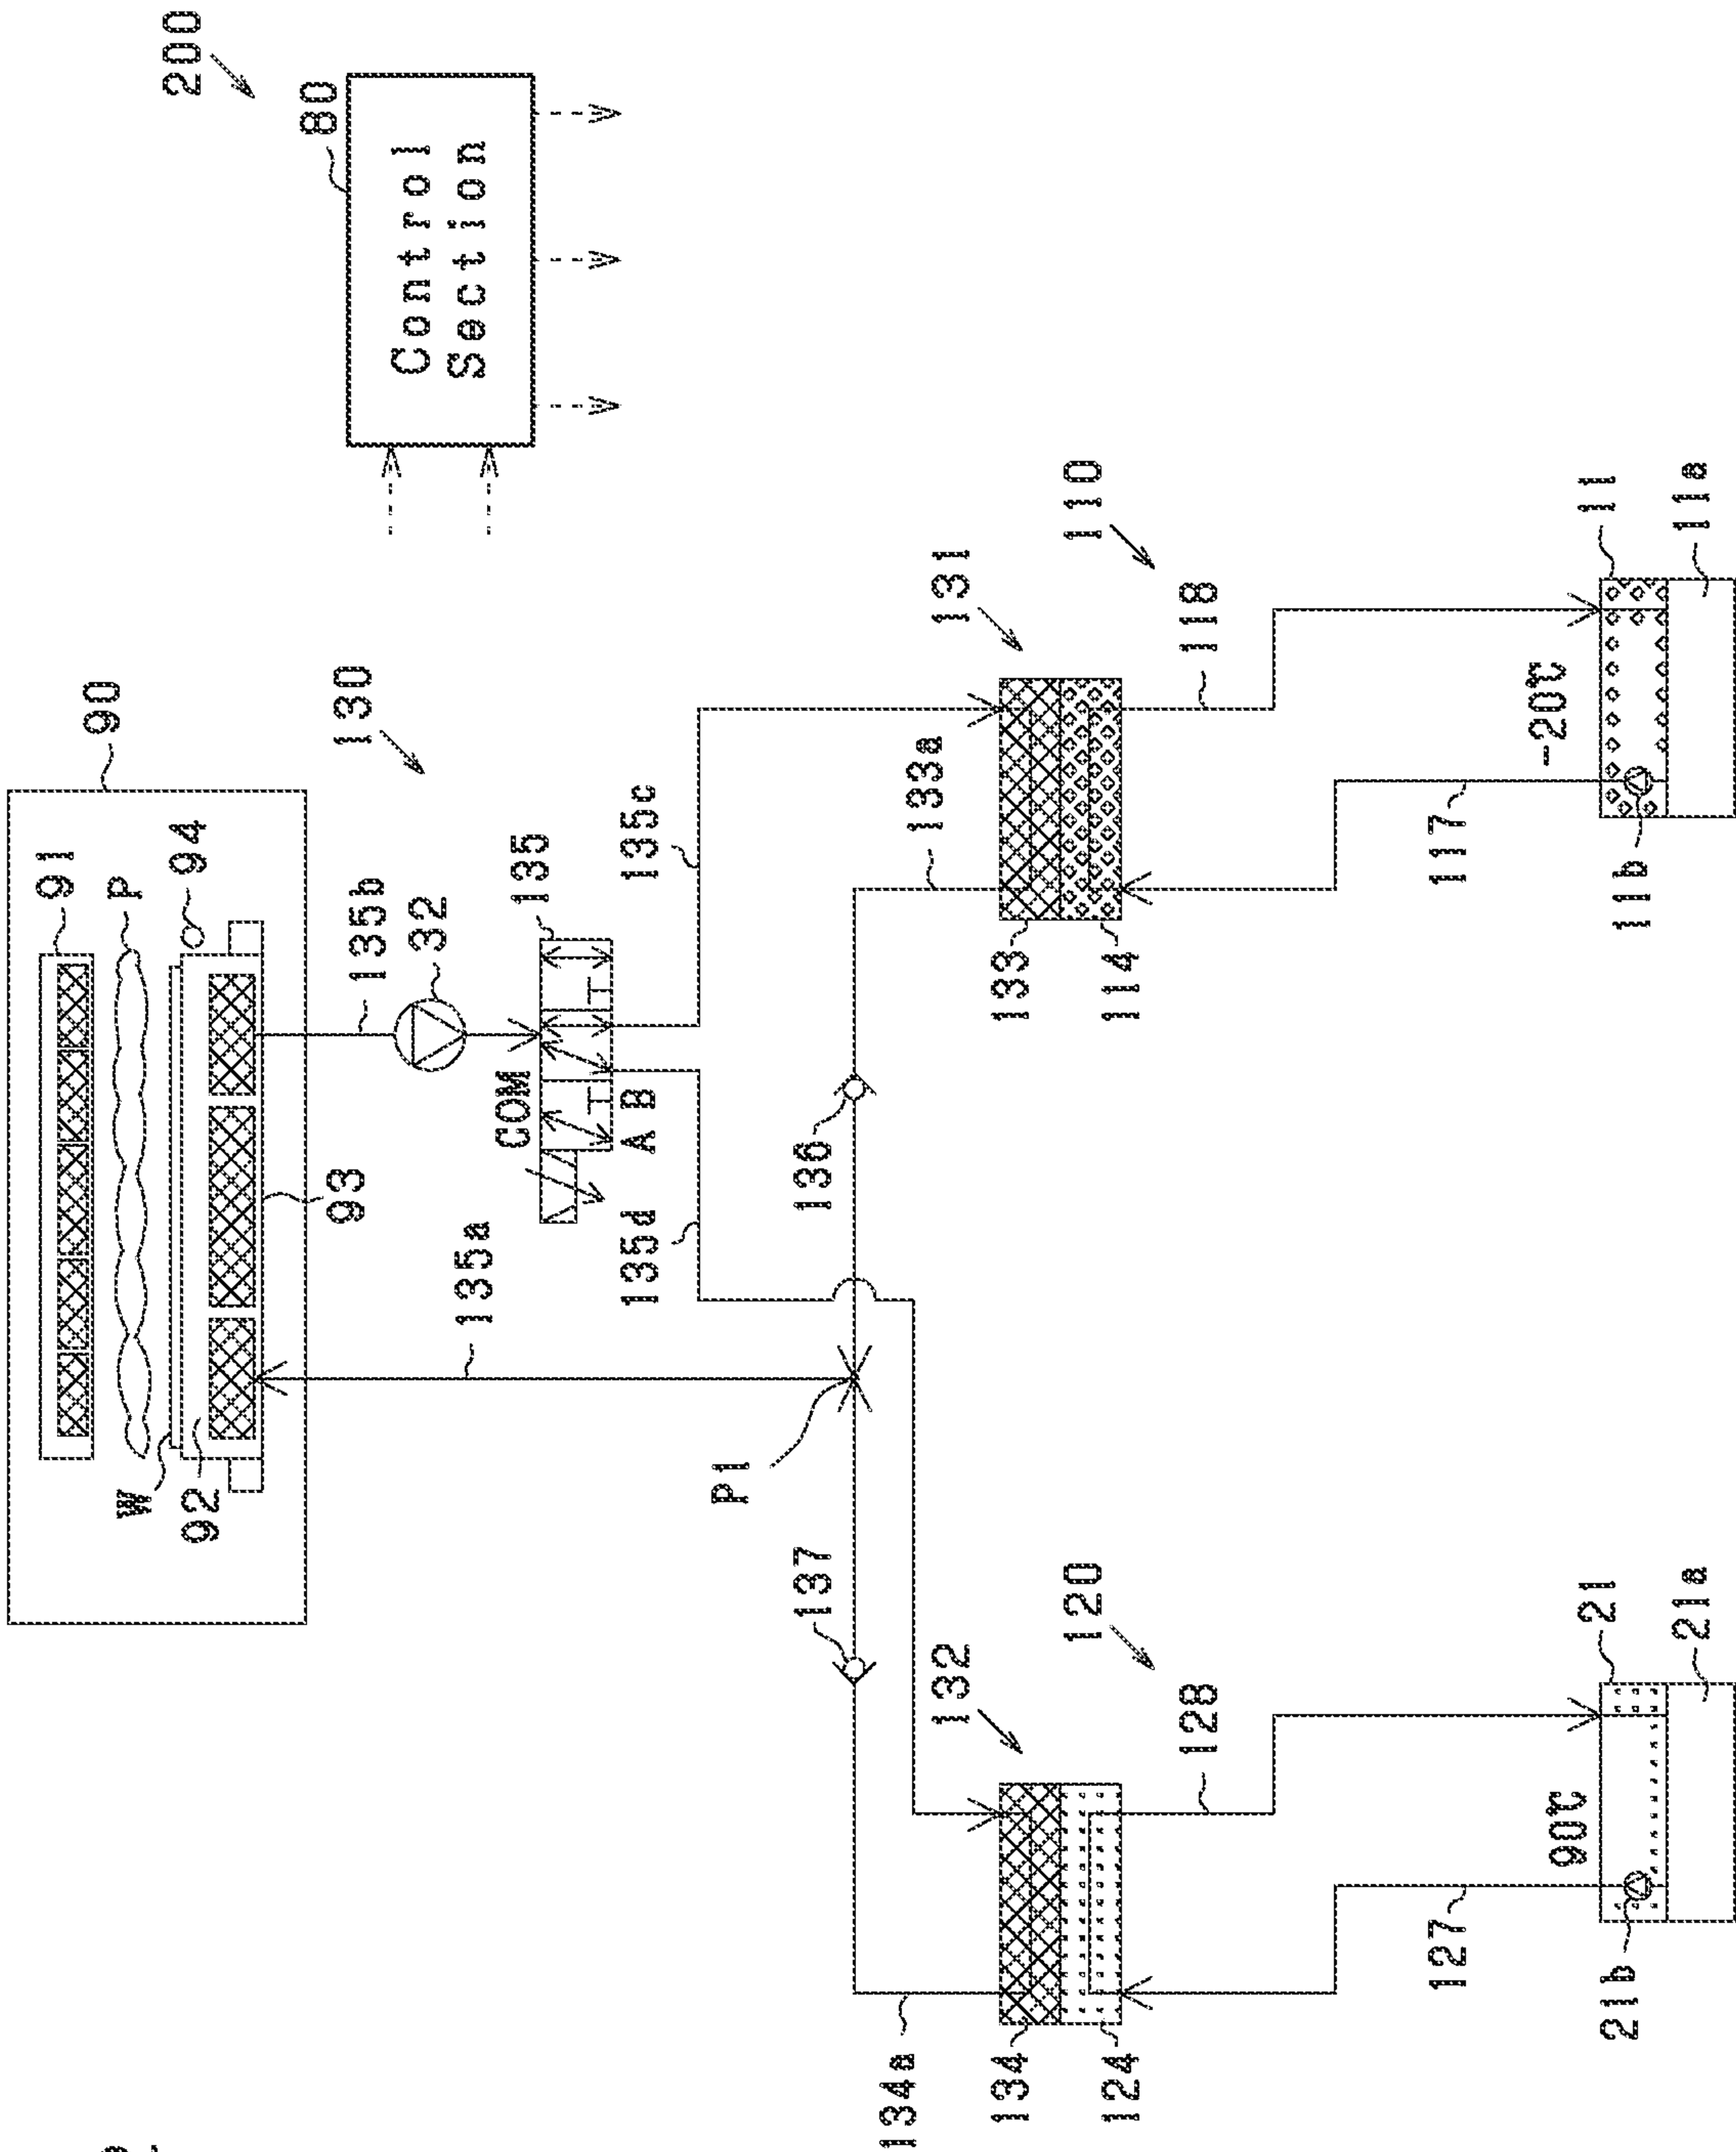 200
80
Control
Section
90
91
P
94
W
92
93
130
135b
32
135
COM
A B
135a
135c
135d
131
133a
110
118
133
114
136
P1
137
132
120
128
134a
134
124
-20℃
11
11a
11b
117
90℃
21
21a
21b
127